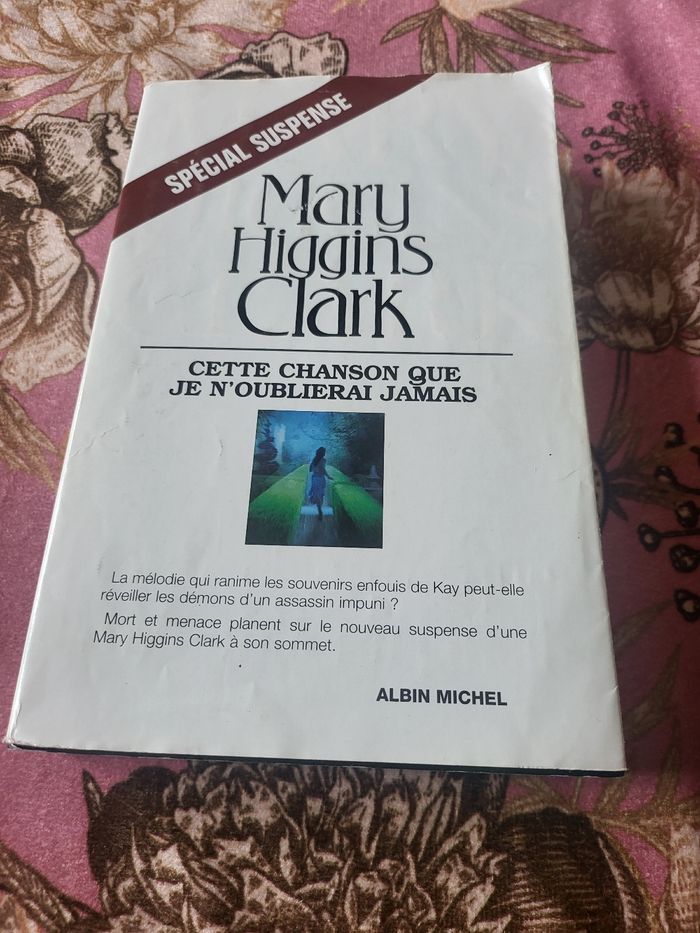 SPÉCIAL SUSPENSE
Mary
Higgins
Clark
CETTE CHANSON QUE
JE N'OUBLIERAI JAMAIS
La mélodie qui ranime les souvenirs enfouis de Kay peut-elle
réveiller les démons d'un assassin impuni ?
Mort et menace planent sur le nouveau suspense d'une
Mary Higgins Clark à son sommet.
ALBIN MICHEL